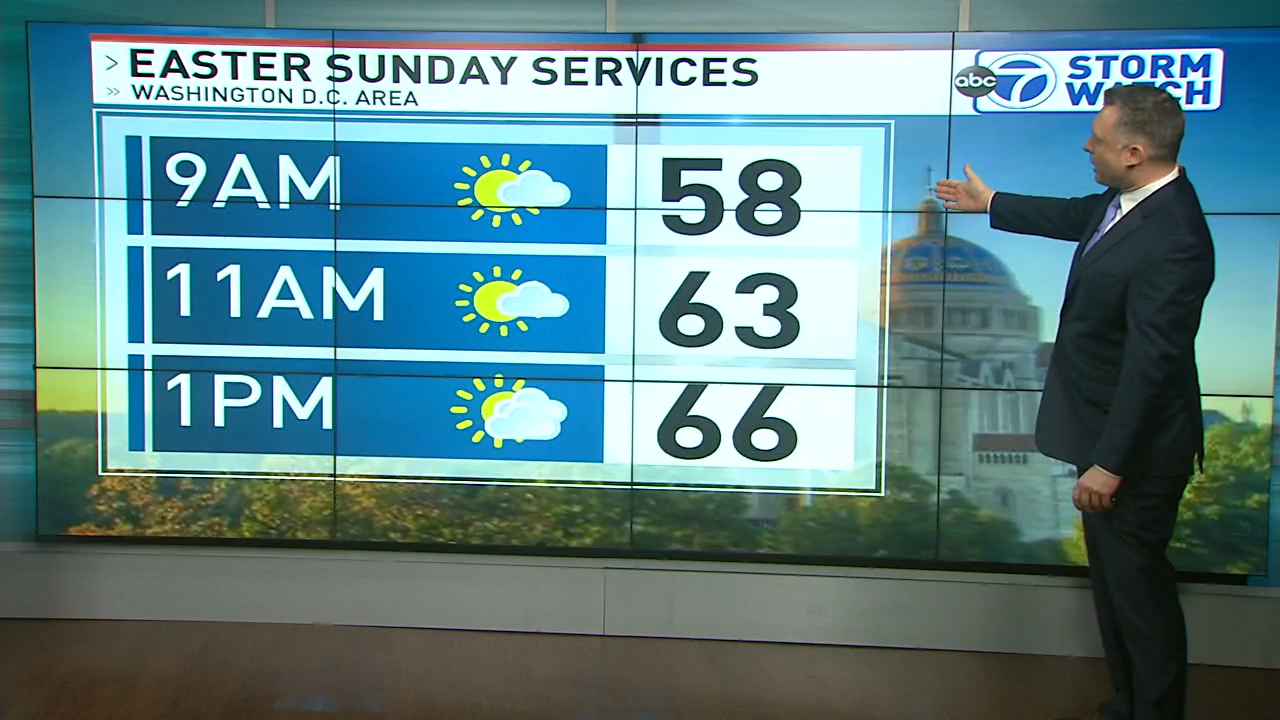 > EASTER SUNDAY SERVICES
» WASHINGTON D.C. AREA
abc 7 STORM
WATCH
9AM 58
11AM 63
1PM 66